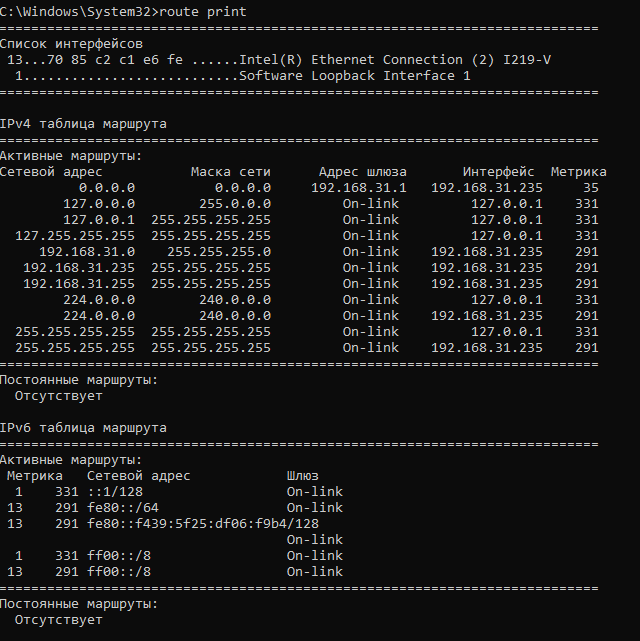 C:\Windows\System32>route print
===========================================================================
Список интерфейсов
 13...70 85 c2 c1 e6 fe ......Intel(R) Ethernet Connection (2) I219-V
  1...........................Software Loopback Interface 1
===========================================================================

IPv4 таблица маршрута
===========================================================================
Активные маршруты:
Сетевой адрес           Маска сети      Адрес шлюза       Интерфейс  Метрика
          0.0.0.0          0.0.0.0     192.168.31.1   192.168.31.235     35
        127.0.0.0        255.0.0.0         On-link         127.0.0.1    331
        127.0.0.1  255.255.255.255         On-link         127.0.0.1    331
  127.255.255.255  255.255.255.255         On-link         127.0.0.1    331
     192.168.31.0    255.255.255.0         On-link    192.168.31.235    291
   192.168.31.235  255.255.255.255         On-link    192.168.31.235    291
   192.168.31.255  255.255.255.255         On-link    192.168.31.235    291
        224.0.0.0        240.0.0.0         On-link         127.0.0.1    331
        224.0.0.0        240.0.0.0         On-link    192.168.31.235    291
  255.255.255.255  255.255.255.255         On-link         127.0.0.1    331
  255.255.255.255  255.255.255.255         On-link    192.168.31.235    291
===========================================================================
Постоянные маршруты:
  Отсутствует

IPv6 таблица маршрута
===========================================================================
Активные маршруты:
 Метрика   Сетевой адрес            Шлюз
  1    331 ::1/128                  On-link
 13    291 fe80::/64                On-link
 13    291 fe80::f439:5f25:df06:f9b4/128
                                    On-link
  1    331 ff00::/8                 On-link
 13    291 ff00::/8                 On-link
===========================================================================
Постоянные маршруты:
  Отсутствует